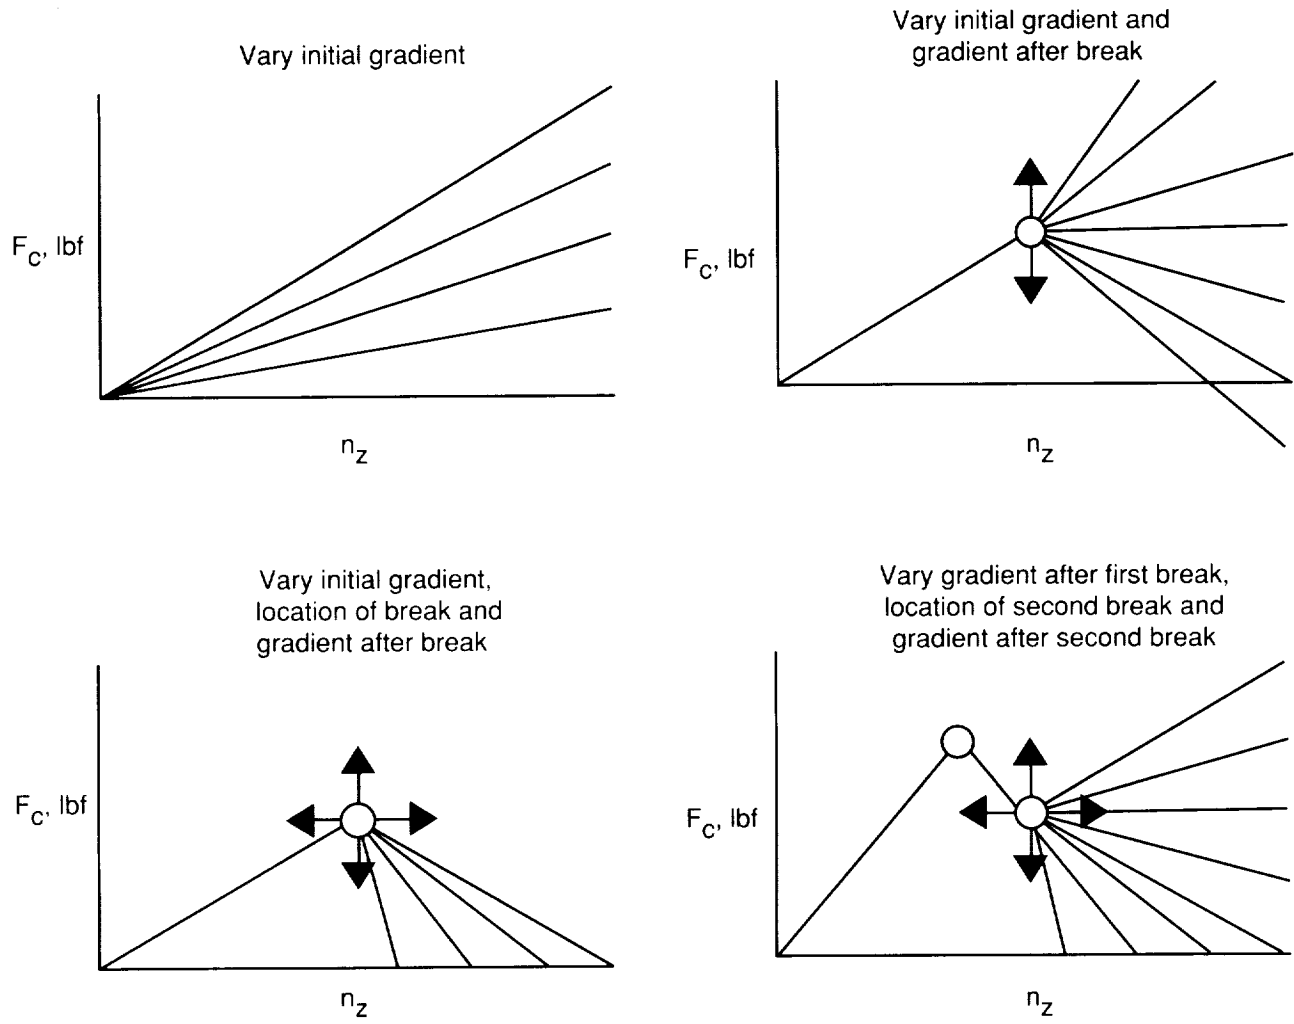 Vary initial gradient
F_c, lbf
n_z
Vary initial gradient and
gradient after break
F_c, lbf
n_z
Vary initial gradient,
location of break and
gradient after break
F_c, lbf
n_z
Vary gradient after first break,
location of second break and
gradient after second break
F_c, lbf
n_z